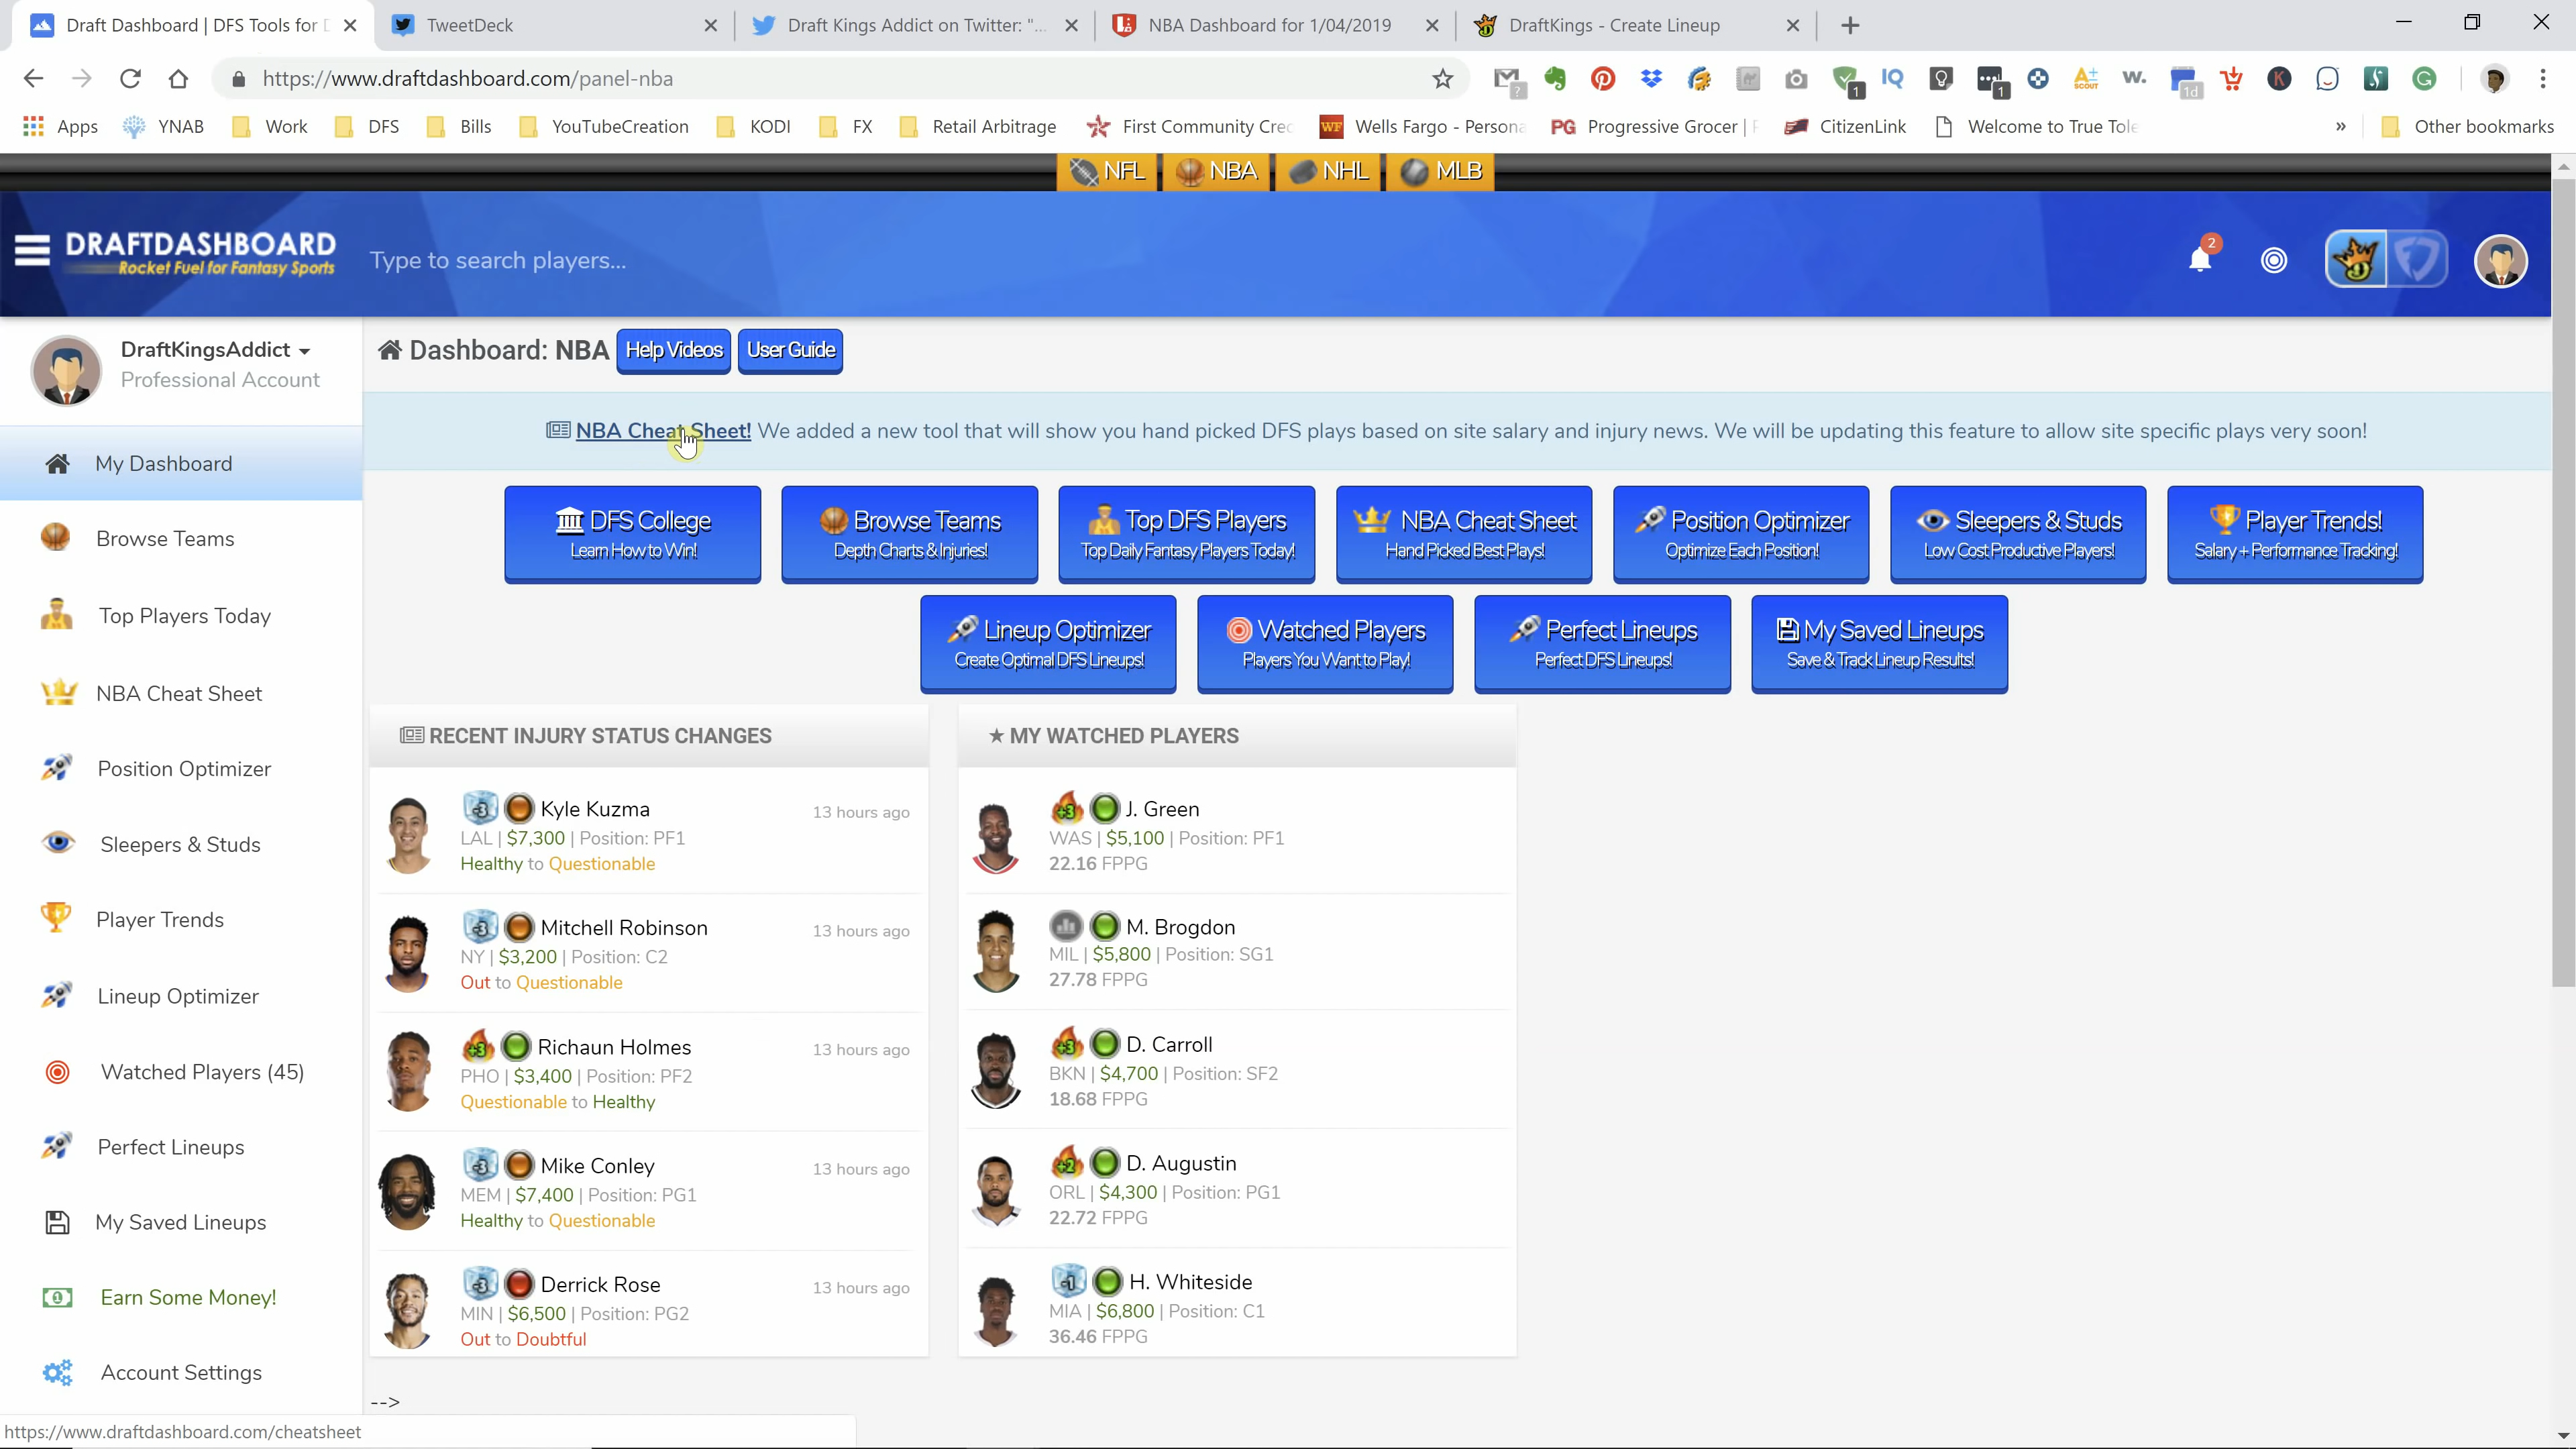 Draft Dashboard | DFS Tools for D
TweetDeck
Draft Kings Addict on Twitter: "...
NBA Dashboard for 1/04/2019
DraftKings - Create Lineup
https://www.draftdashboard.com/panel-nba
Apps
YNAB
Work
DFS
Bills
YouTubeCreation
KODI
FX
Retail Arbitrage
First Community Cre
WF Wells Fargo - Persona
PG Progressive Grocer |
CitizenLink
Welcome to True Tole
»
Other bookmarks
NFL
NBA
NHL
MLB
DRAFTDASHBOARD
Rocket Fuel for Fantasy Sports
Type to search players...
2
DraftKingsAddict
Professional Account
My Dashboard
Browse Teams
Top Players Today
NBA Cheat Sheet
Position Optimizer
Sleepers & Studs
Player Trends
Lineup Optimizer
Watched Players (45)
Perfect Lineups
My Saved Lineups
Earn Some Money!
Account Settings
Dashboard: NBA
Help Videos
User Guide
NBA Cheat Sheet! We added a new tool that will show you hand picked DFS plays based on site salary and injury news. We will be updating this feature to allow site specific plays very soon!
DFS College
Learn How to Win!
Browse Teams
Depth Charts & Injuries!
Top DFS Players
Top Daily Fantasy Players Today!
NBA Cheat Sheet
Hand Picked Best Plays!
Position Optimizer
Optimize Each Position!
Sleepers & Studs
Low Cost Productive Players!
Player Trends!
Salary + Performance Tracking!
Lineup Optimizer
Create Optimal DFS Lineups!
Watched Players
Players You Want to Play!
Perfect Lineups
Perfect DFS Lineups!
My Saved Lineups
Save & Track Lineup Results!
RECENT INJURY STATUS CHANGES
-3 Kyle Kuzma 13 hours ago
LAL | $7,300 | Position: PF1
Healthy to Questionable
-3 Mitchell Robinson 13 hours ago
NY | $3,200 | Position: C2
Out to Questionable
+3 Richaun Holmes 13 hours ago
PHO | $3,400 | Position: PF2
Questionable to Healthy
-3 Mike Conley 13 hours ago
MEM | $7,400 | Position: PG1
Healthy to Questionable
-3 Derrick Rose 13 hours ago
MIN | $6,500 | Position: PG2
Out to Doubtful
MY WATCHED PLAYERS
+3 J. Green
WAS | $5,100 | Position: PF1
22.16 FPPG
M. Brogdon
MIL | $5,800 | Position: SG1
27.78 FPPG
+3 D. Carroll
BKN | $4,700 | Position: SF2
18.68 FPPG
+2 D. Augustin
ORL | $4,300 | Position: PG1
22.72 FPPG
-1 H. Whiteside
MIA | $6,800 | Position: C1
36.46 FPPG
-->
https://www.draftdashboard.com/cheatsheet